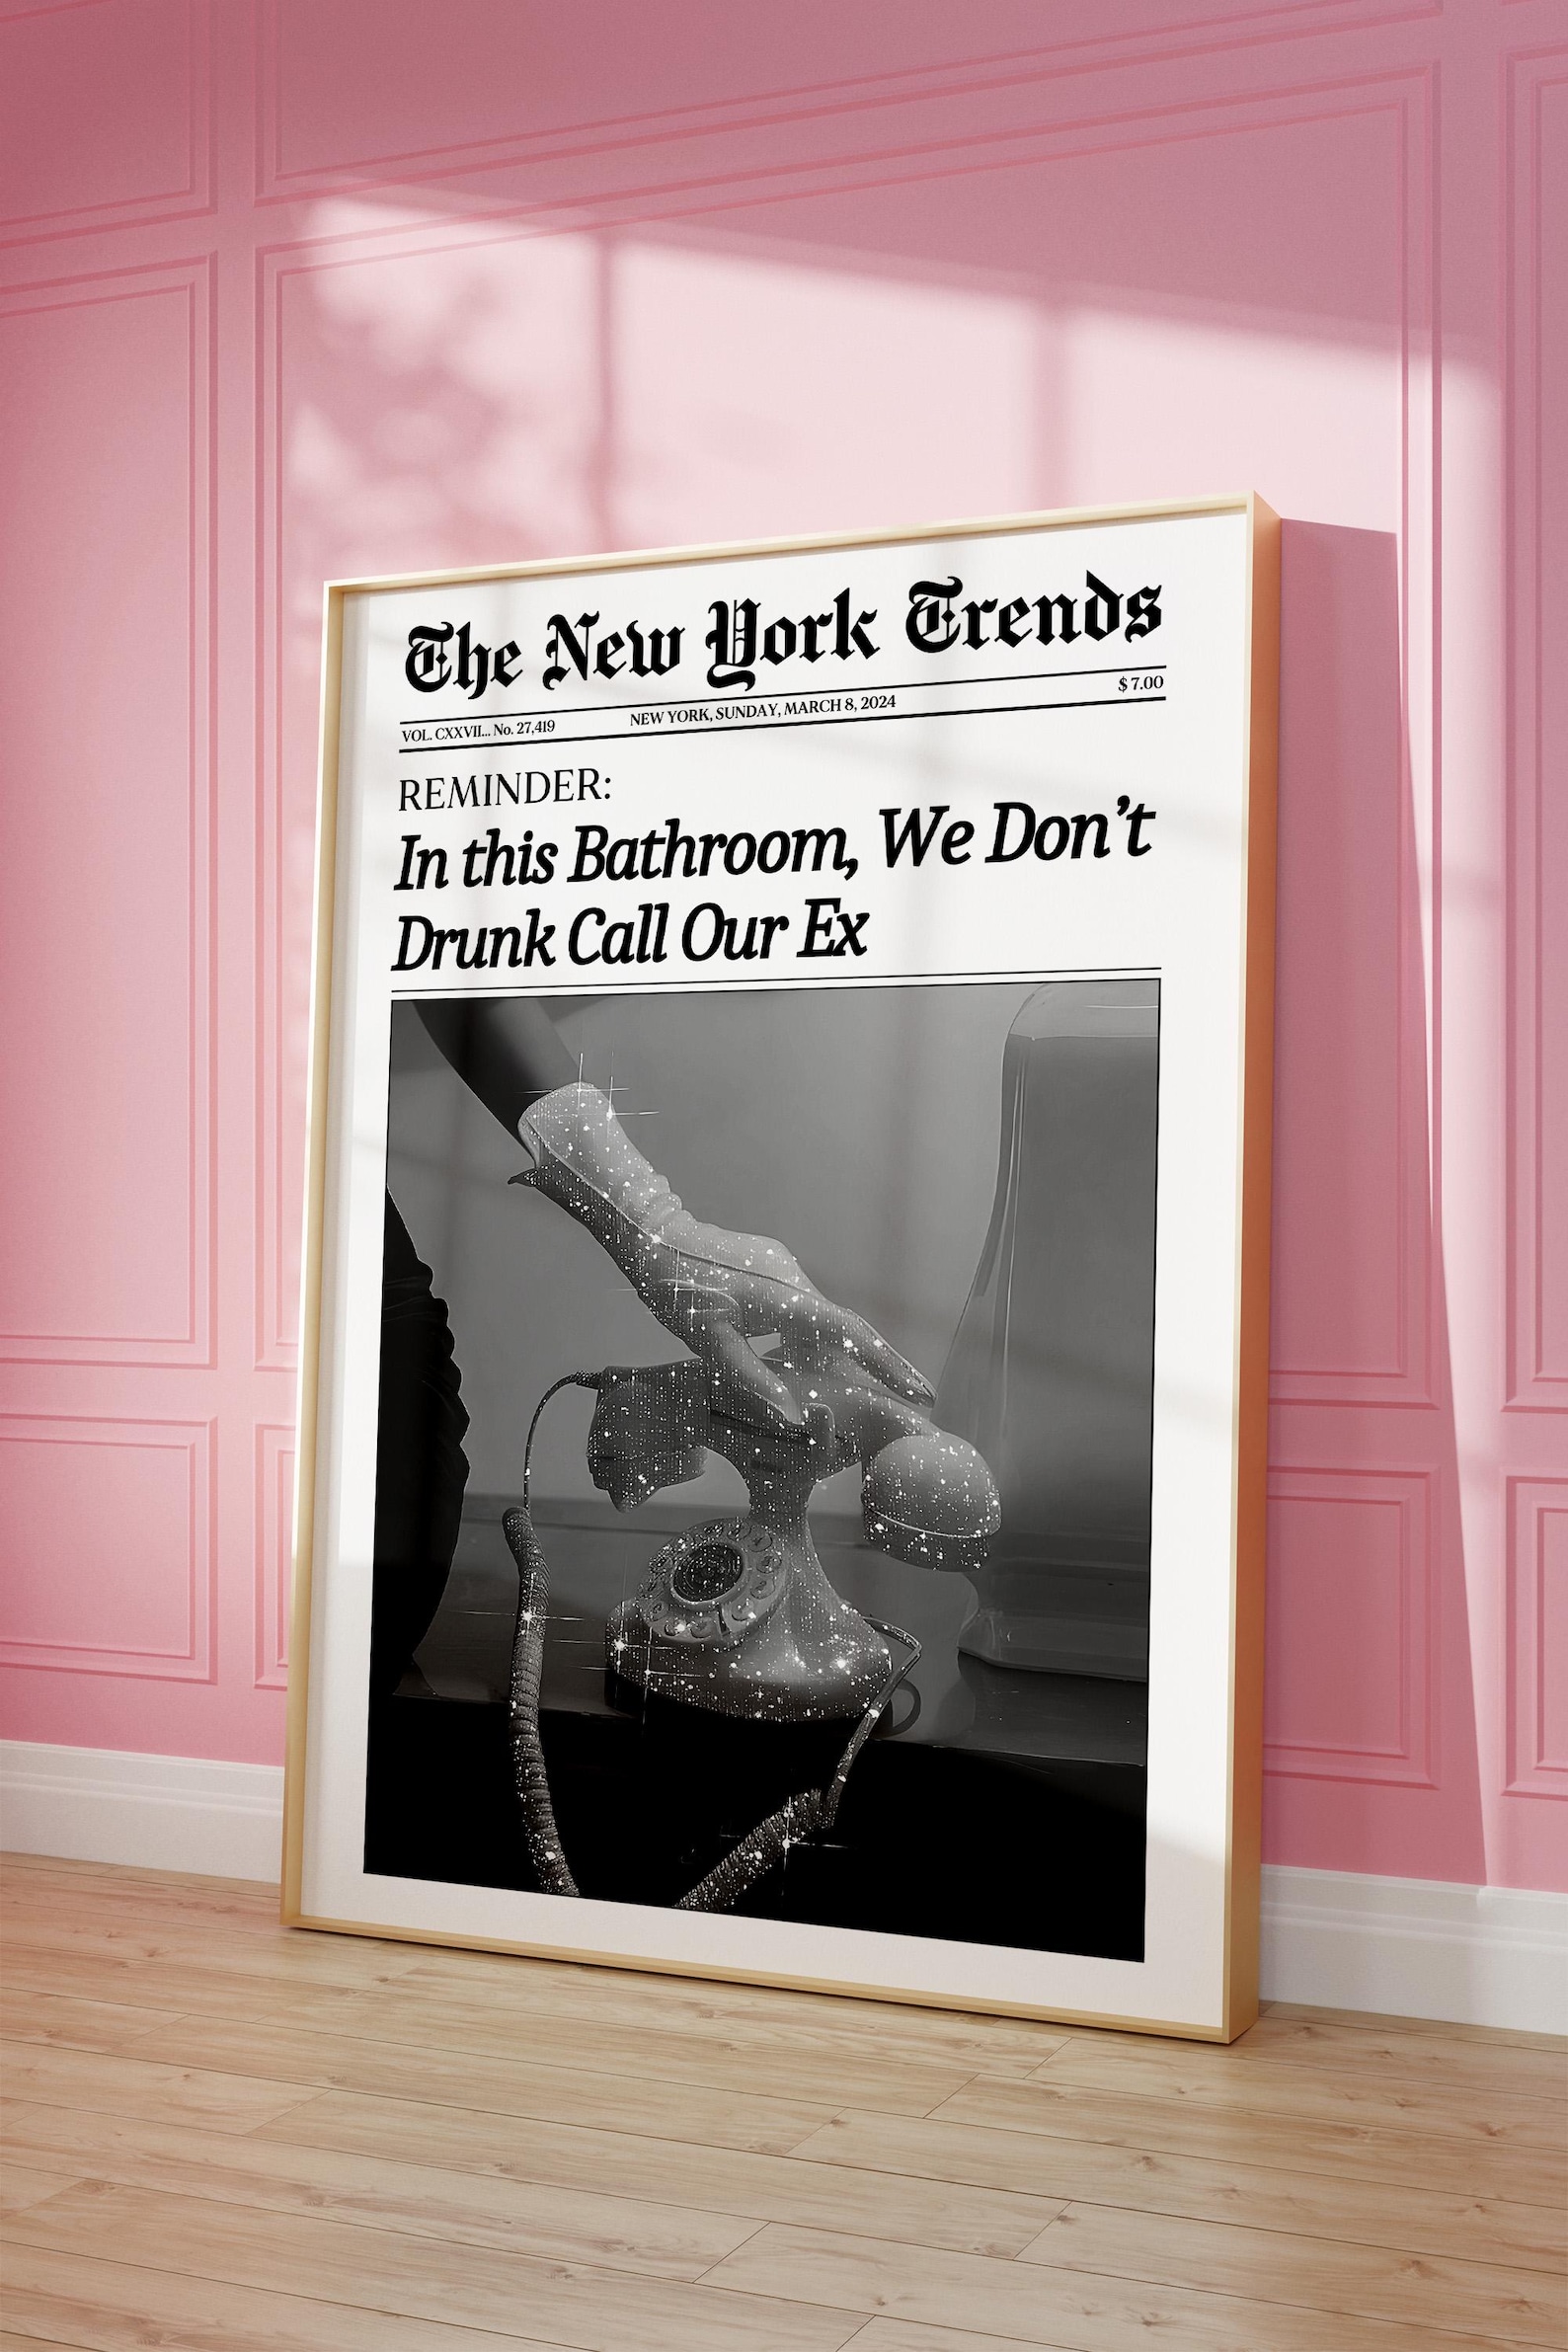 The New York Trends
VOL. CXXVII... No. 27,419 NEW YORK, SUNDAY, MARCH 8, 2024 $ 7.00
REMINDER:
In this Bathroom, We Don't
Drunk Call Our Ex